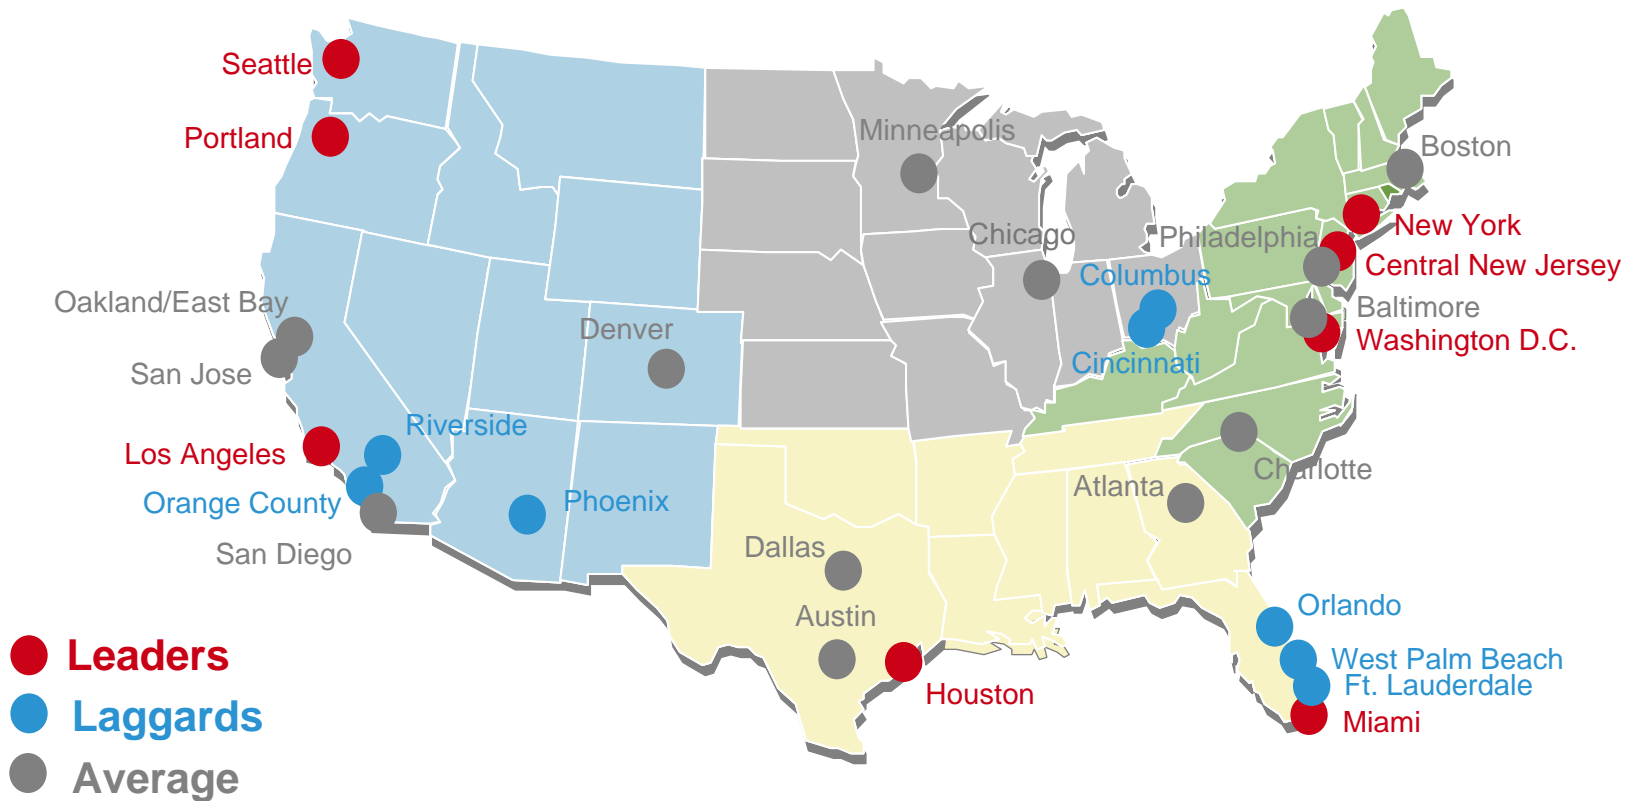 Seattle
Portland
Minneapolis
Boston
New York
Chicago
Philadelphia
Central New Jersey
Columbus
Oakland/East Bay
Baltimore
Denver
Washington D.C.
San Jose
Cincinnati
Riverside
Los Angeles
Charlotte
Atlanta
Orange County
Phoenix
San Diego
Dallas
Orlando
Austin
Leaders
West Palm Beach
Ft. Lauderdale
Houston
Miami
Laggards
Average